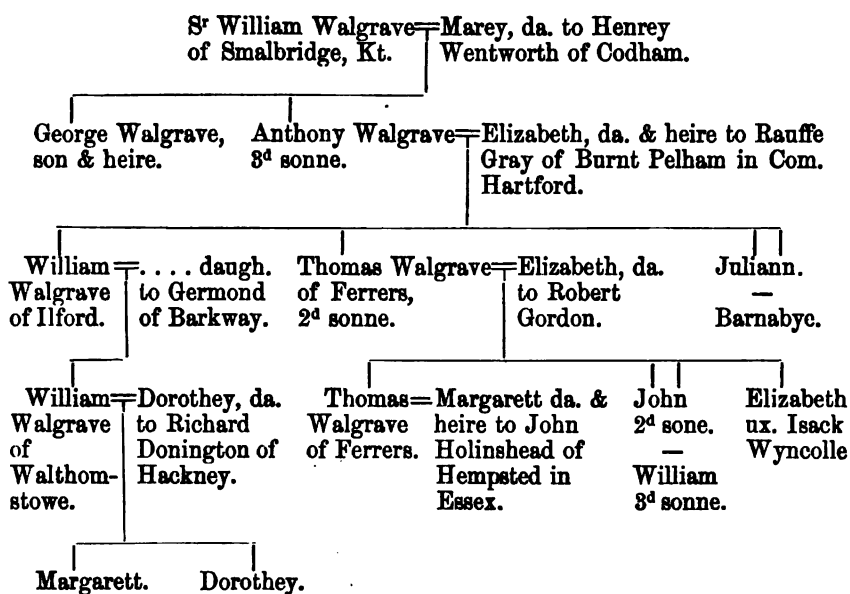 Sr William Walgrave=Marey, da. to Henrey
of Smalbridge, Kt. Wentworth of Codham.
George Walgrave,
son & heire.
Anthony Walgrave=Elizabeth, da. & heire to Rauffe
3d sonne. Gray of Burnt Pelham in Com.
Hartford.
William=. . . . daugh.
Walgrave to Germond
of Ilford. of Barkway.
Thomas Walgrave=Elizabeth, da.
of Ferrers, to Robert
2d sonne. Gordon.
Juliann.
—
Barnabye.
William=Dorothey, da.
Walgrave to Richard
of Donington of
Walthom- Hackney.
stowe.
Thomas=Margarett da. &
Walgrave heire to John
of Ferrers. Holinshead of
Hempsted in
Essex.
John
2d sone.
—
William
3d sonne.
Elizabeth
ux. Isack
Wyncolle
Margarett. Dorothey.